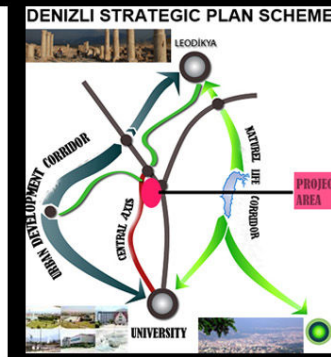 DENIZLI STRATEGIC PLAN SCHEME
LEODİKYA
URBAN DEVELOPMENT CORRIDOR
CENTRAL AXIS
NATUREL LIFE
CORRIDOR
PROJEC
AREA
UNIVERSITY